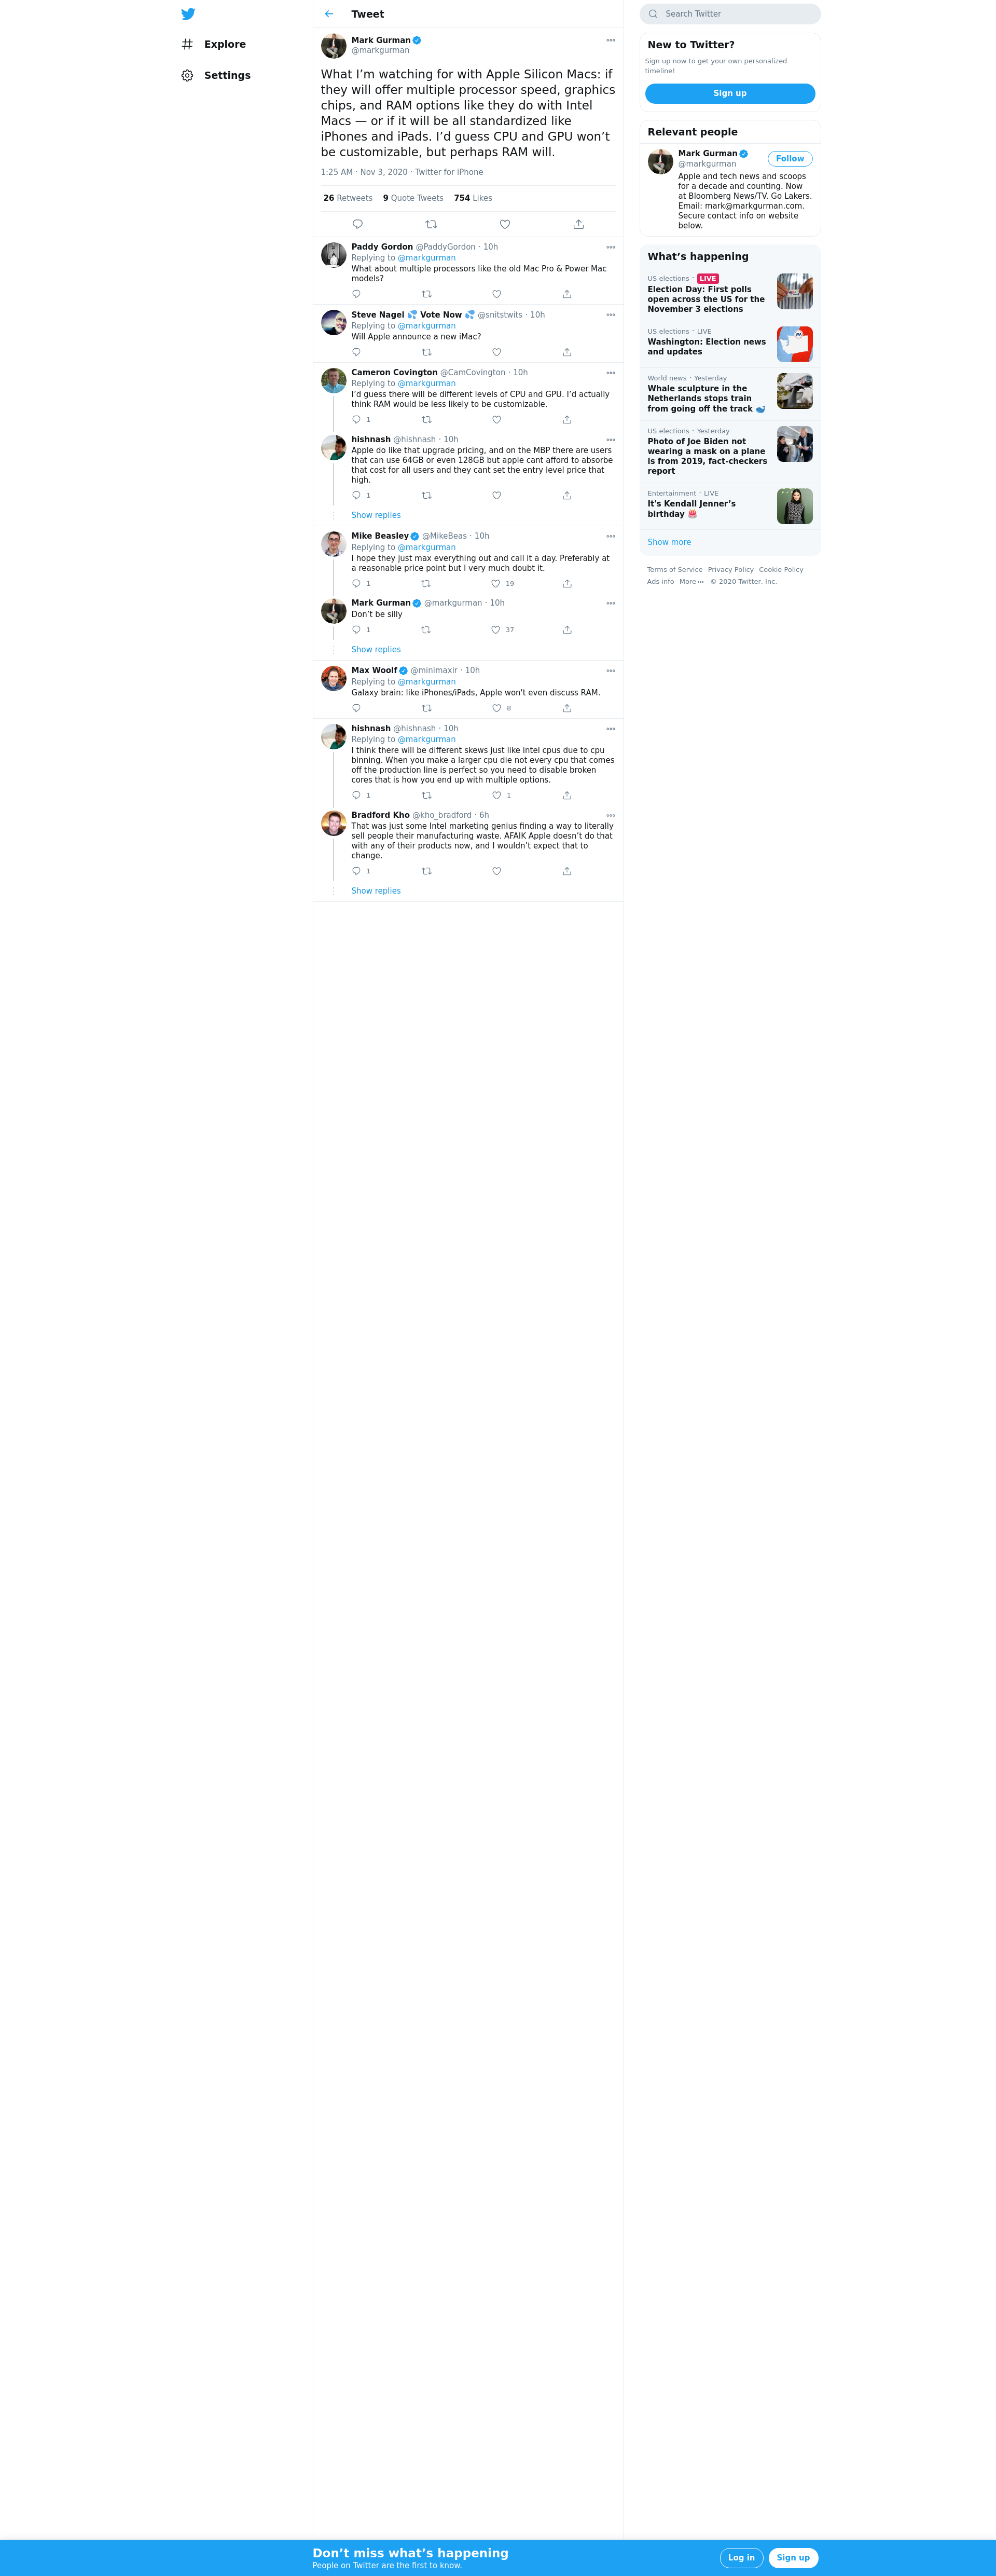 Explore
Settings
Tweet
Mark Gurman
@markgurman
What I’m watching for with Apple Silicon Macs: if
they will offer multiple processor speed, graphics
chips, and RAM options like they do with Intel
Macs — or if it will be all standardized like
iPhones and iPads. I’d guess CPU and GPU won’t
be customizable, but perhaps RAM will.
1:25 AM · Nov 3, 2020 · Twitter for iPhone
26 Retweets 9 Quote Tweets 754 Likes
Paddy Gordon @PaddyGordon · 10h
Replying to @markgurman
What about multiple processors like the old Mac Pro & Power Mac
models?
Steve Nagel 💦 Vote Now 💦 @snitstwits · 10h
Replying to @markgurman
Will Apple announce a new iMac?
Cameron Covington @CamCovington · 10h
Replying to @markgurman
I’d guess there will be different levels of CPU and GPU. I’d actually
think RAM would be less likely to be customizable.
1
hishnash @hishnash · 10h
Apple do like that upgrade pricing, and on the MBP there are users
that can use 64GB or even 128GB but apple cant afford to absorbe
that cost for all users and they cant set the entry level price that
high.
1
Show replies
Mike Beasley @MikeBeas · 10h
Replying to @markgurman
I hope they just max everything out and call it a day. Preferably at
a reasonable price point but I very much doubt it.
1 19
Mark Gurman @markgurman · 10h
Don’t be silly
1 37
Show replies
Max Woolf @minimaxir · 10h
Replying to @markgurman
Galaxy brain: like iPhones/iPads, Apple won't even discuss RAM.
8
hishnash @hishnash · 10h
Replying to @markgurman
I think there will be different skews just like intel cpus due to cpu
binning. When you make a larger cpu die not every cpu that comes
off the production line is perfect so you need to disable broken
cores that is how you end up with multiple options.
1 1
Bradford Kho @kho_bradford · 6h
That was just some Intel marketing genius finding a way to literally
sell people their manufacturing waste. AFAIK Apple doesn’t do that
with any of their products now, and I wouldn’t expect that to
change.
1
Show replies
Search Twitter
New to Twitter?
Sign up now to get your own personalized
timeline!
Sign up
Relevant people
Mark Gurman
@markgurman
Follow
Apple and tech news and scoops
for a decade and counting. Now
at Bloomberg News/TV. Go Lakers.
Email: mark@markgurman.com.
Secure contact info on website
below.
What’s happening
US elections · LIVE
Election Day: First polls
open across the US for the
November 3 elections
US elections · LIVE
Washington: Election news
and updates
World news · Yesterday
Whale sculpture in the
Netherlands stops train
from going off the track 🐋
US elections · Yesterday
Photo of Joe Biden not
wearing a mask on a plane
is from 2019, fact-checkers
report
Entertainment · LIVE
It's Kendall Jenner’s
birthday 🎂
Show more
Terms of Service Privacy Policy Cookie Policy
Ads info More © 2020 Twitter, Inc.
Don’t miss what’s happening
People on Twitter are the first to know.
Log in
Sign up